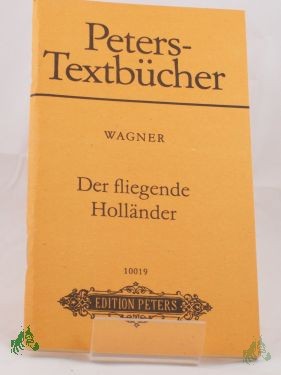 Peters-
Textbücher
WAGNER
Der fliegende
Holländer
10019
EDITION PETERS